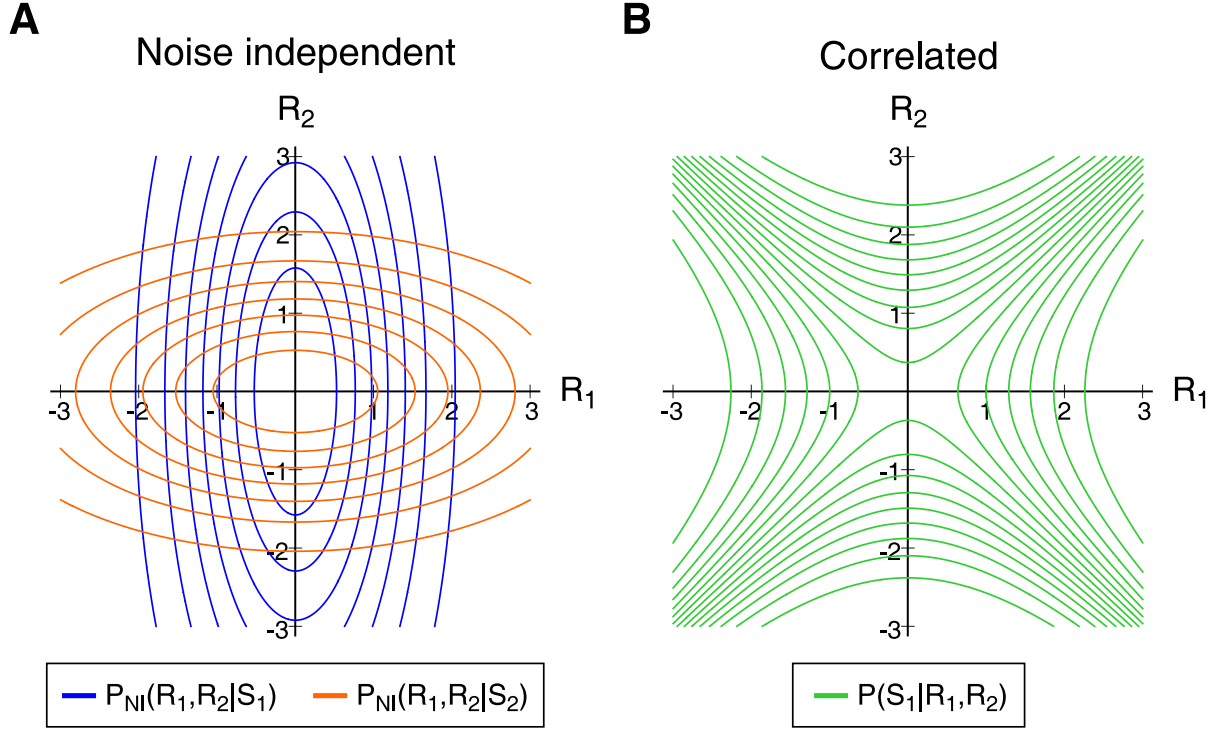 A
Noise independent
R2
3
2
1
-3 -2 -1 1 2 3 R1
-1
-2
-3
PNI(R1,R2|S1) PNI(R1,R2|S2)
B
Correlated
R2
3
2
1
-3 -2 -1 1 2 3 R1
-1
-2
-3
P(S1|R1,R2)